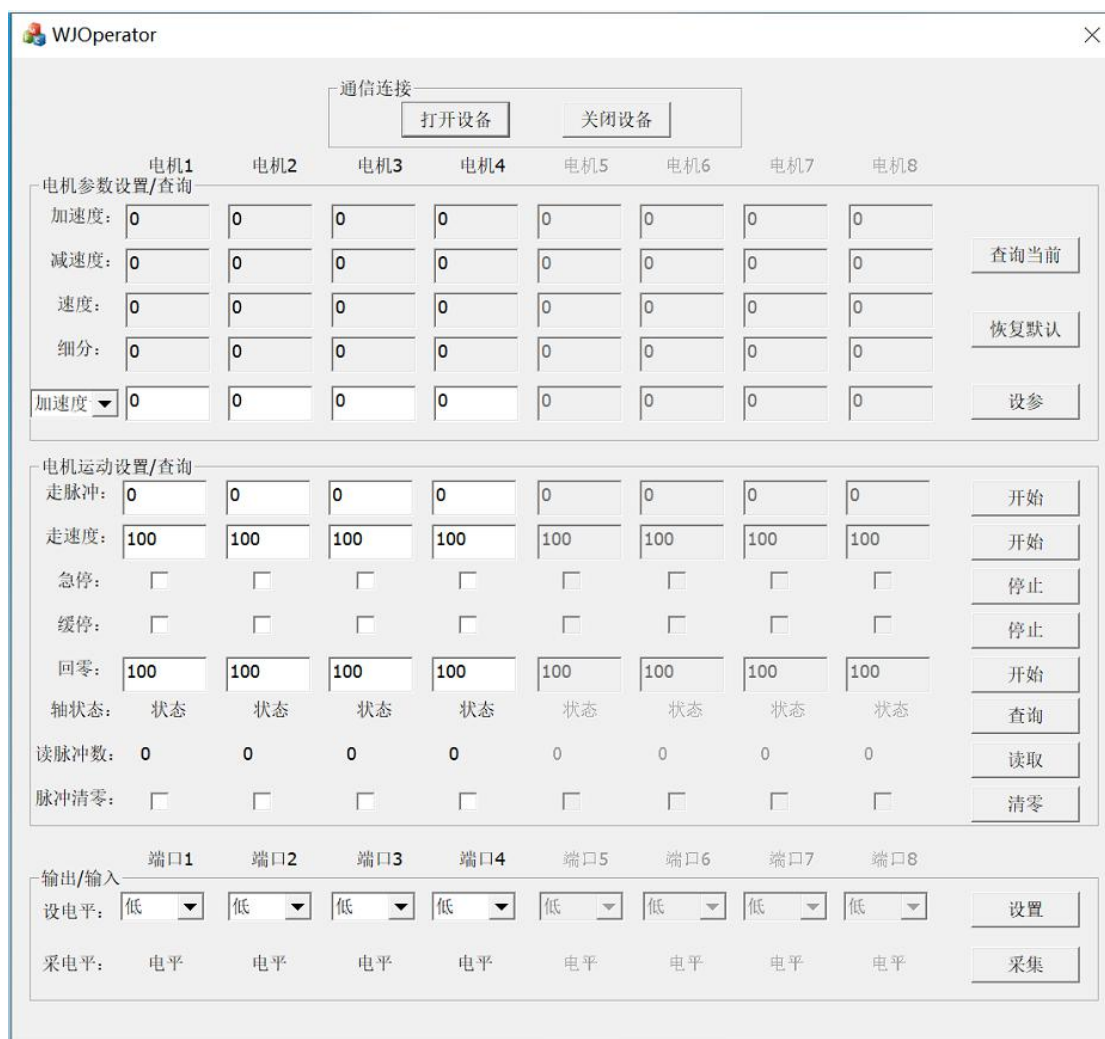 WJOperator
通信连接
打开设备 关闭设备
电机1 电机2 电机3 电机4 电机5 电机6 电机7 电机8
电机参数设置/查询
加速度: 0 0 0 0 0 0 0 0
减速度: 0 0 0 0 0 0 0 0 查询当前
速度: 0 0 0 0 0 0 0 0
恢复默认
细分: 0 0 0 0 0 0 0 0
加速度 0 0 0 0 0 0 0 0 设参
电机运动设置/查询
走脉冲: 0 0 0 0 0 0 0 0 开始
走速度: 100 100 100 100 100 100 100 100 开始
急停: 停止
缓停: 停止
回零: 100 100 100 100 100 100 100 100 开始
轴状态: 状态 状态 状态 状态 状态 状态 状态 状态 查询
读脉冲数: 0 0 0 0 0 0 0 0 读取
脉冲清零: 清零
端口1 端口2 端口3 端口4 端口5 端口6 端口7 端口8
输出/输入
设电平: 低 低 低 低 低 低 低 低 设置
采电平: 电平 电平 电平 电平 电平 电平 电平 电平 采集